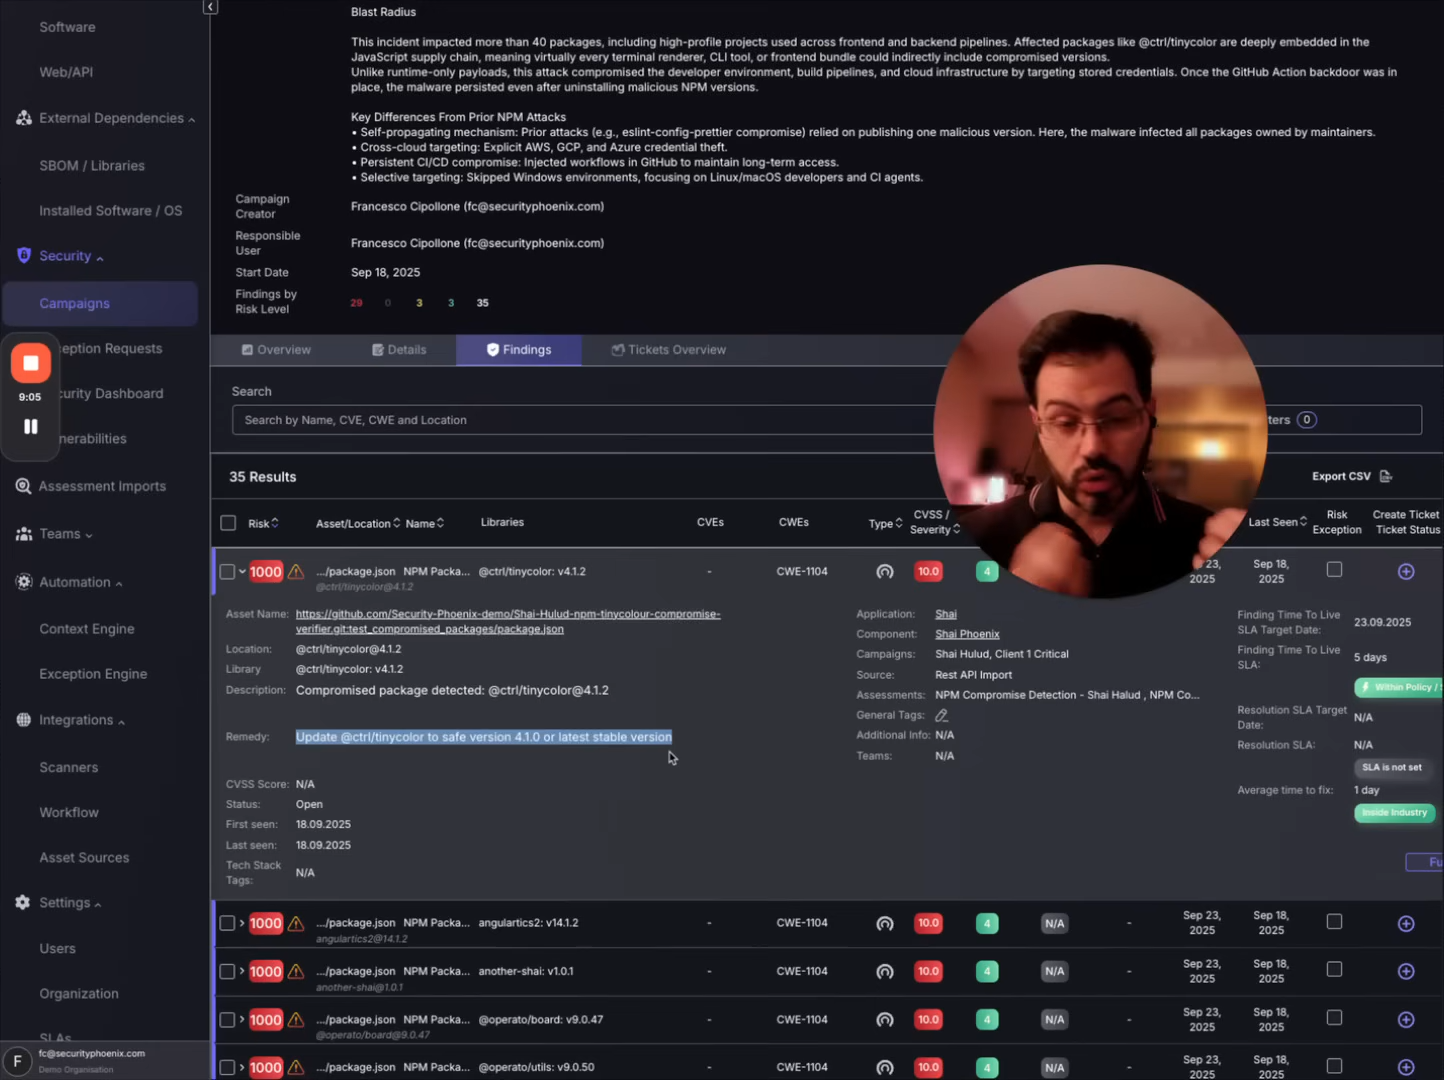 Software
Web/API
External Dependencies
SBOM / Libraries
Installed Software / OS
Security
Campaigns
eption Requests
curity Dashboard
nerabilities
9:05
Assessment Imports
Teams
Automation
Context Engine
Exception Engine
Integrations
Scanners
Workflow
Asset Sources
Settings
Users
Organization
SLAs
F
fc@securityphoenix.com
Demo Organisation
Blast Radius
This incident impacted more than 40 packages, including high-profile projects used across frontend and backend pipelines. Affected packages like @ctrl/tinycolor are deeply embedded in the
JavaScript supply chain, meaning virtually every terminal renderer, CLI tool, or frontend bundle could indirectly include compromised versions.
Unlike runtime-only payloads, this attack compromised the developer environment, build pipelines, and cloud infrastructure by targeting stored credentials. Once the GitHub Action backdoor was in
place, the malware persisted even after uninstalling malicious NPM versions.
Key Differences From Prior NPM Attacks
• Self-propagating mechanism: Prior attacks (e.g., eslint-config-prettier compromise) relied on publishing one malicious version. Here, the malware infected all packages owned by maintainers.
• Cross-cloud targeting: Explicit AWS, GCP, and Azure credential theft.
• Persistent CI/CD compromise: Injected workflows in GitHub to maintain long-term access.
• Selective targeting: Skipped Windows environments, focusing on Linux/macOS developers and CI agents.
Campaign
Creator
Francesco Cipollone (fc@securityphoenix.com)
Responsible
User
Francesco Cipollone (fc@securityphoenix.com)
Start Date
Sep 18, 2025
Findings by
Risk Level
29 0 3 3 35
Overview Details Findings Tickets Overview
Search
Search by Name, CVE, CWE and Location
ters 0
35 Results
Export CSV
Risk Asset/Location Name Libraries CVEs CWEs Type CVSS / Severity Last Seen Risk Exception Create Ticket Ticket Status
1000 .../package.json NPM Packa... @ctrl/tinycolor: v4.1.2 - CWE-1104 10.0 4 23, 2025 Sep 18, 2025
@ctrl/tinycolor@4.1.2
Asset Name: https://github.com/Security-Phoenix-demo/Shai-Hulud-npm-tinycolour-compromise-
verifier.git:test_compromised_packages/package.json
Location: @ctrl/tinycolor@4.1.2
Library @ctrl/tinycolor: v4.1.2
Description: Compromised package detected: @ctrl/tinycolor@4.1.2
Remedy: Update @ctrl/tinycolor to safe version 4.1.0 or latest stable version
CVSS Score: N/A
Status: Open
First seen: 18.09.2025
Last seen: 18.09.2025
Tech Stack
Tags:
N/A
Application: Shai
Component: Shai Phoenix
Campaigns: Shai Hulud, Client 1 Critical
Source: Rest API Import
Assessments: NPM Compromise Detection - Shai Halud , NPM Co...
General Tags:
Additional Info: N/A
Teams: N/A
Finding Time To Live
SLA Target Date:
23.09.2025
Finding Time To Live
SLA:
5 days
Within Policy /
Resolution SLA Target
Date:
N/A
Resolution SLA: N/A
SLA is not set
Average time to fix: 1 day
Inside Industry
Fu
1000 .../package.json NPM Packa... angulartics2: v14.1.2 - CWE-1104 10.0 4 N/A - Sep 23, 2025 Sep 18, 2025
angulartics2@14.1.2
1000 .../package.json NPM Packa... another-shai: v1.0.1 - CWE-1104 10.0 4 N/A - Sep 23, 2025 Sep 18, 2025
another-shai@1.0.1
1000 .../package.json NPM Packa... @operato/board: v9.0.47 - CWE-1104 10.0 4 N/A - Sep 23, 2025 Sep 18, 2025
@operato/board@9.0.47
1000 .../package.json NPM Packa... @operato/utils: v9.0.50 - CWE-1104 10.0 4 N/A - Sep 23, 2025 Sep 18, 2025